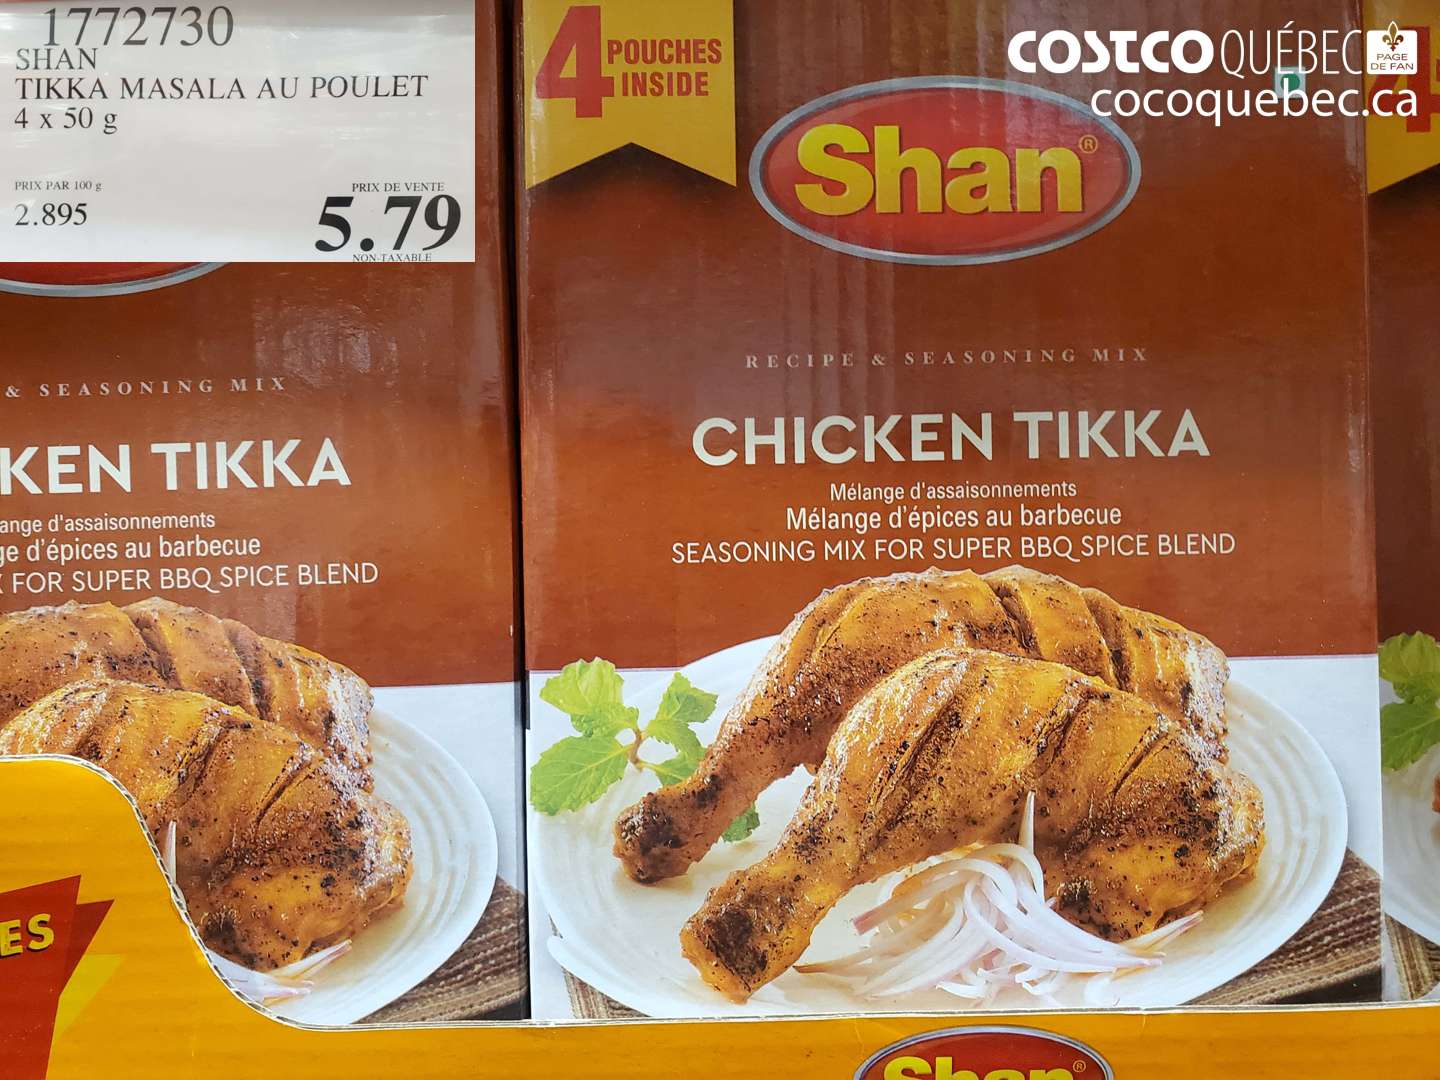 1772730
SHAN
TIKKA MASALA AU POULET
4 x 50 g
PRIX PAR 100 g
2.895
PRIX DE VENTE
5.79
NON-TAXABLE
COSTCO QUÉBEC
PAGE
DE FAN
cocoquebec.ca
4 POUCHES
INSIDE
Shan®
RECIPE & SEASONING MIX
CHICKEN TIKKA
Mélange d'assaisonnements
Mélange d'épices au barbecue
SEASONING MIX FOR SUPER BBQ SPICE BLEND
& SEASONING MIX
KEN TIKKA
ange d'assaisonnements
ge d'épices au barbecue
FOR SUPER BBQ SPICE BLEND
ES
Shan®
4